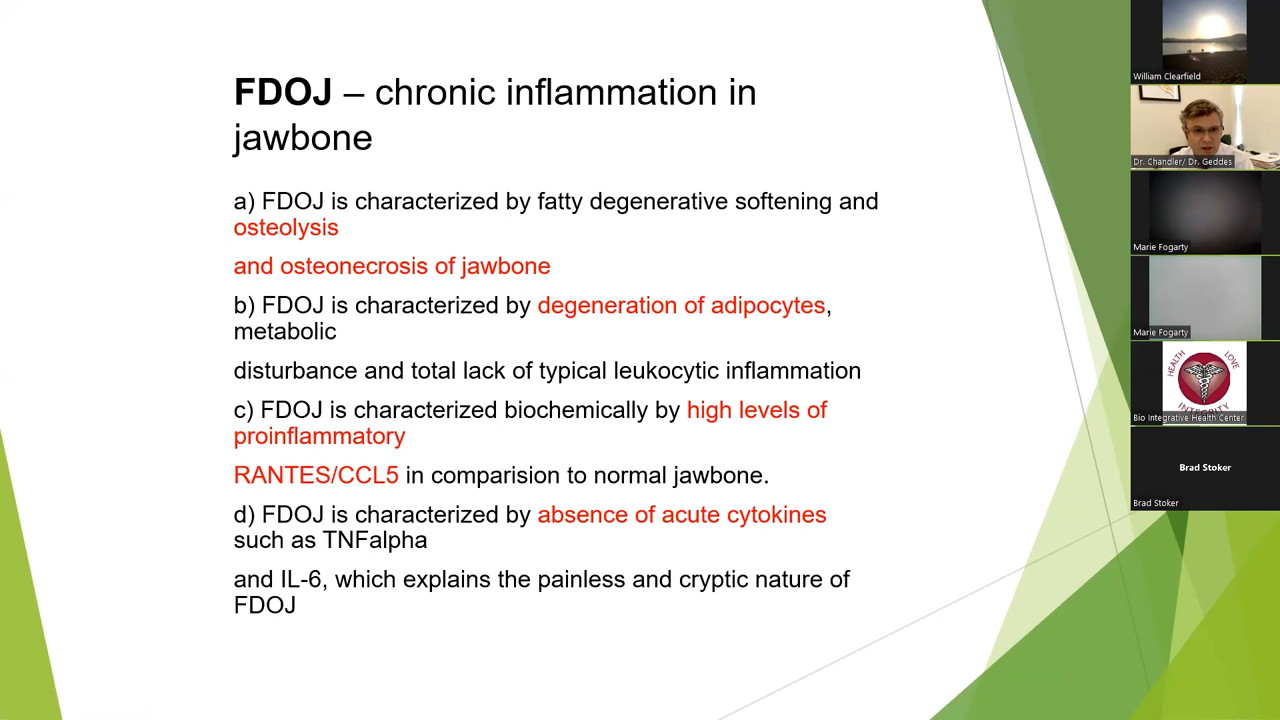 FDOJ – chronic inflammation in
jawbone
a) FDOJ is characterized by fatty degenerative softening and
osteolysis
and osteonecrosis of jawbone
b) FDOJ is characterized by degeneration of adipocytes,
metabolic
disturbance and total lack of typical leukocytic inflammation
c) FDOJ is characterized biochemically by high levels of
proinflammatory
RANTES/CCL5 in comparision to normal jawbone.
d) FDOJ is characterized by absence of acute cytokines
such as TNFalpha
and IL-6, which explains the painless and cryptic nature of
FDOJ
William Clearfield
Dr. Chandler/ Dr. Geddes
Marie Fogarty
Marie Fogarty
HEALTH LOVE
INTEGRITY
Bio Integrative Health Center
Brad Stoker
Brad Stoker